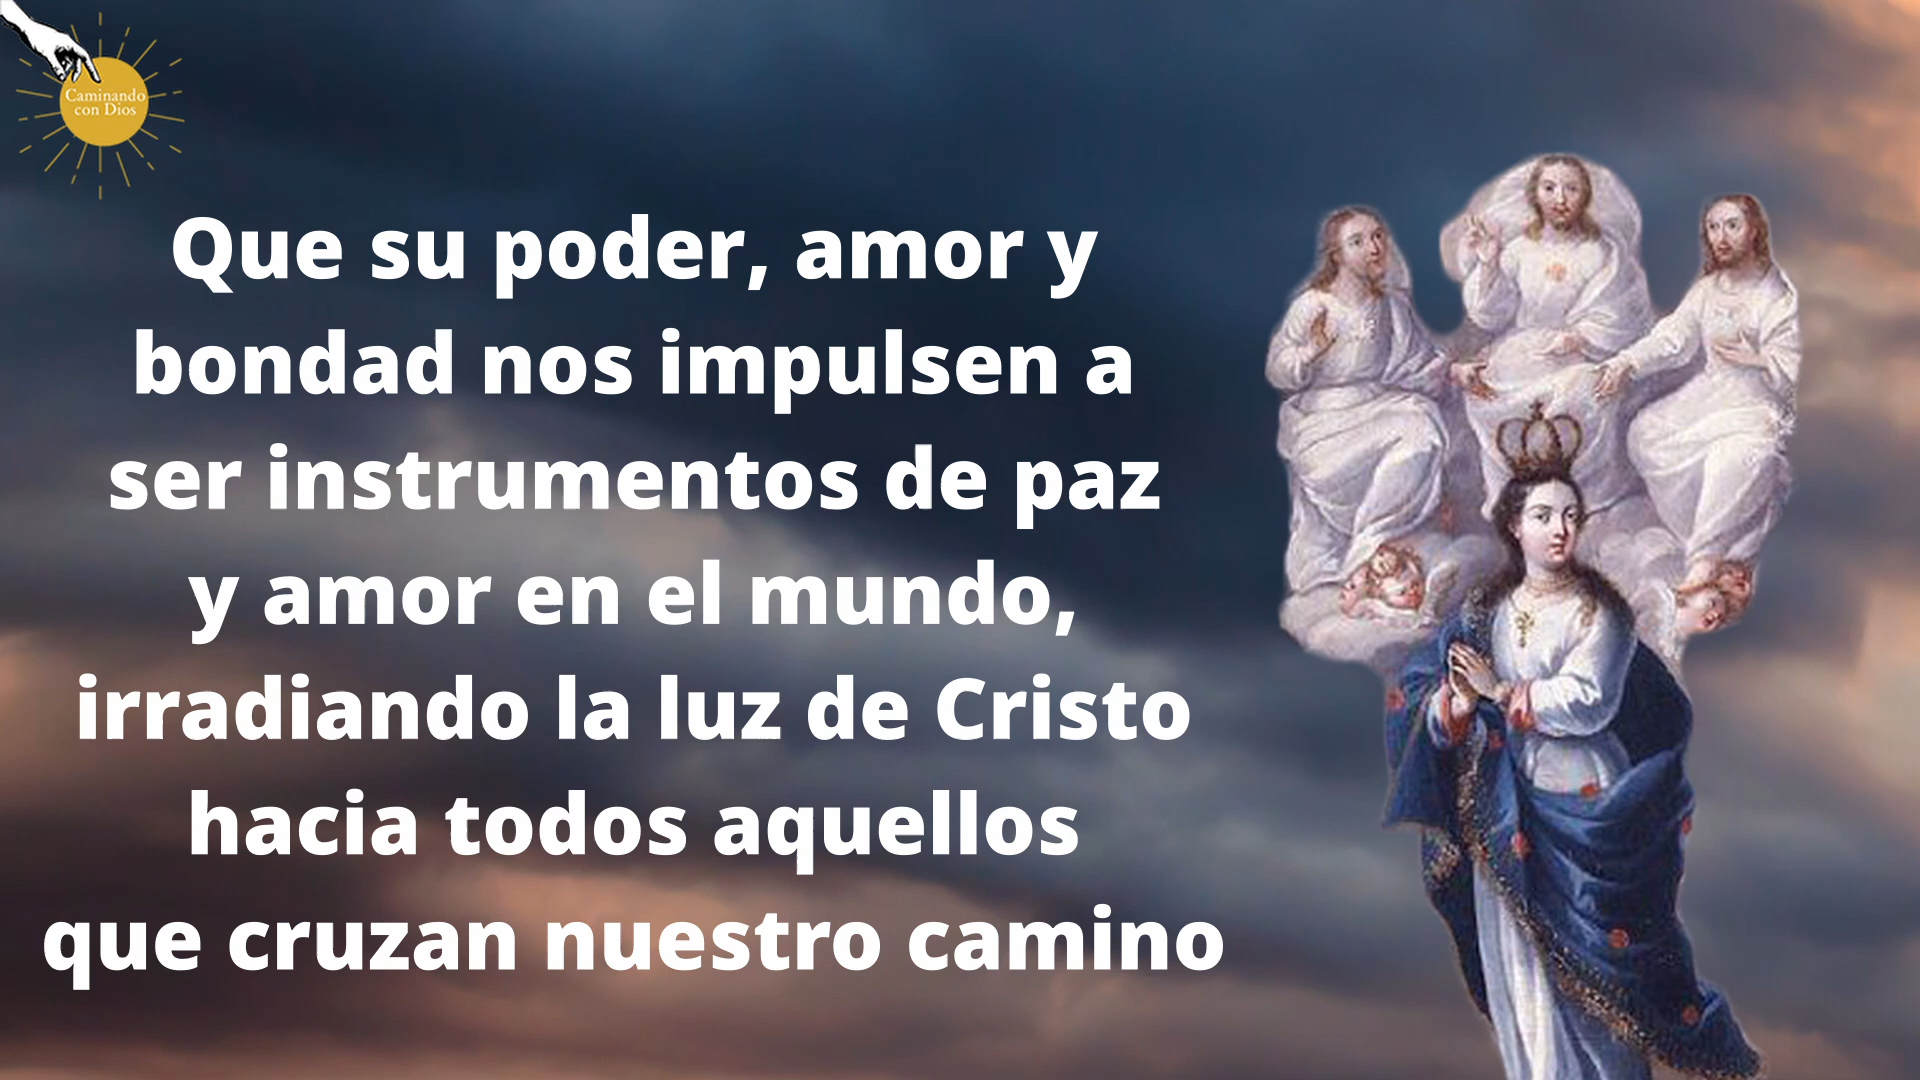 Caminando
con Dios
Que su poder, amor y
bondad nos impulsen a
ser instrumentos de paz
y amor en el mundo,
irradiando la luz de Cristo
hacia todos aquellos
que cruzan nuestro camino